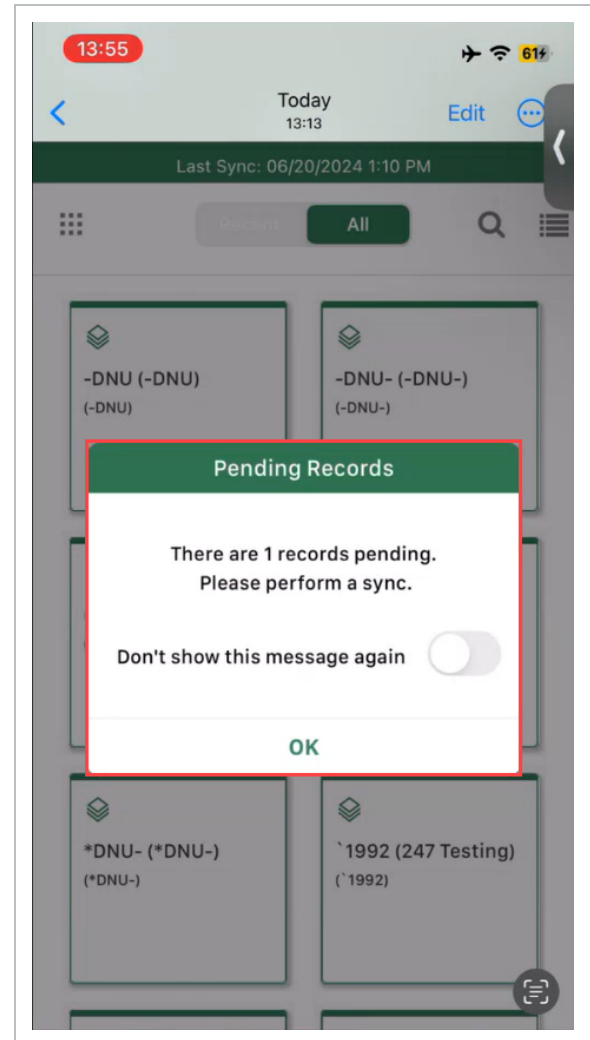 13:55
61
Today
13:13
Edit
Last Sync: 06/20/2024 1:10 PM
Recent
All
-DNU (-DNU)
(-DNU)
-DNU- (-DNU-)
(-DNU-)
Pending Records
There are 1 records pending.
Please perform a sync.
Don't show this message again
OK
*DNU- (*DNU-)
(*DNU-)
`1992 (247 Testing)
(`1992)